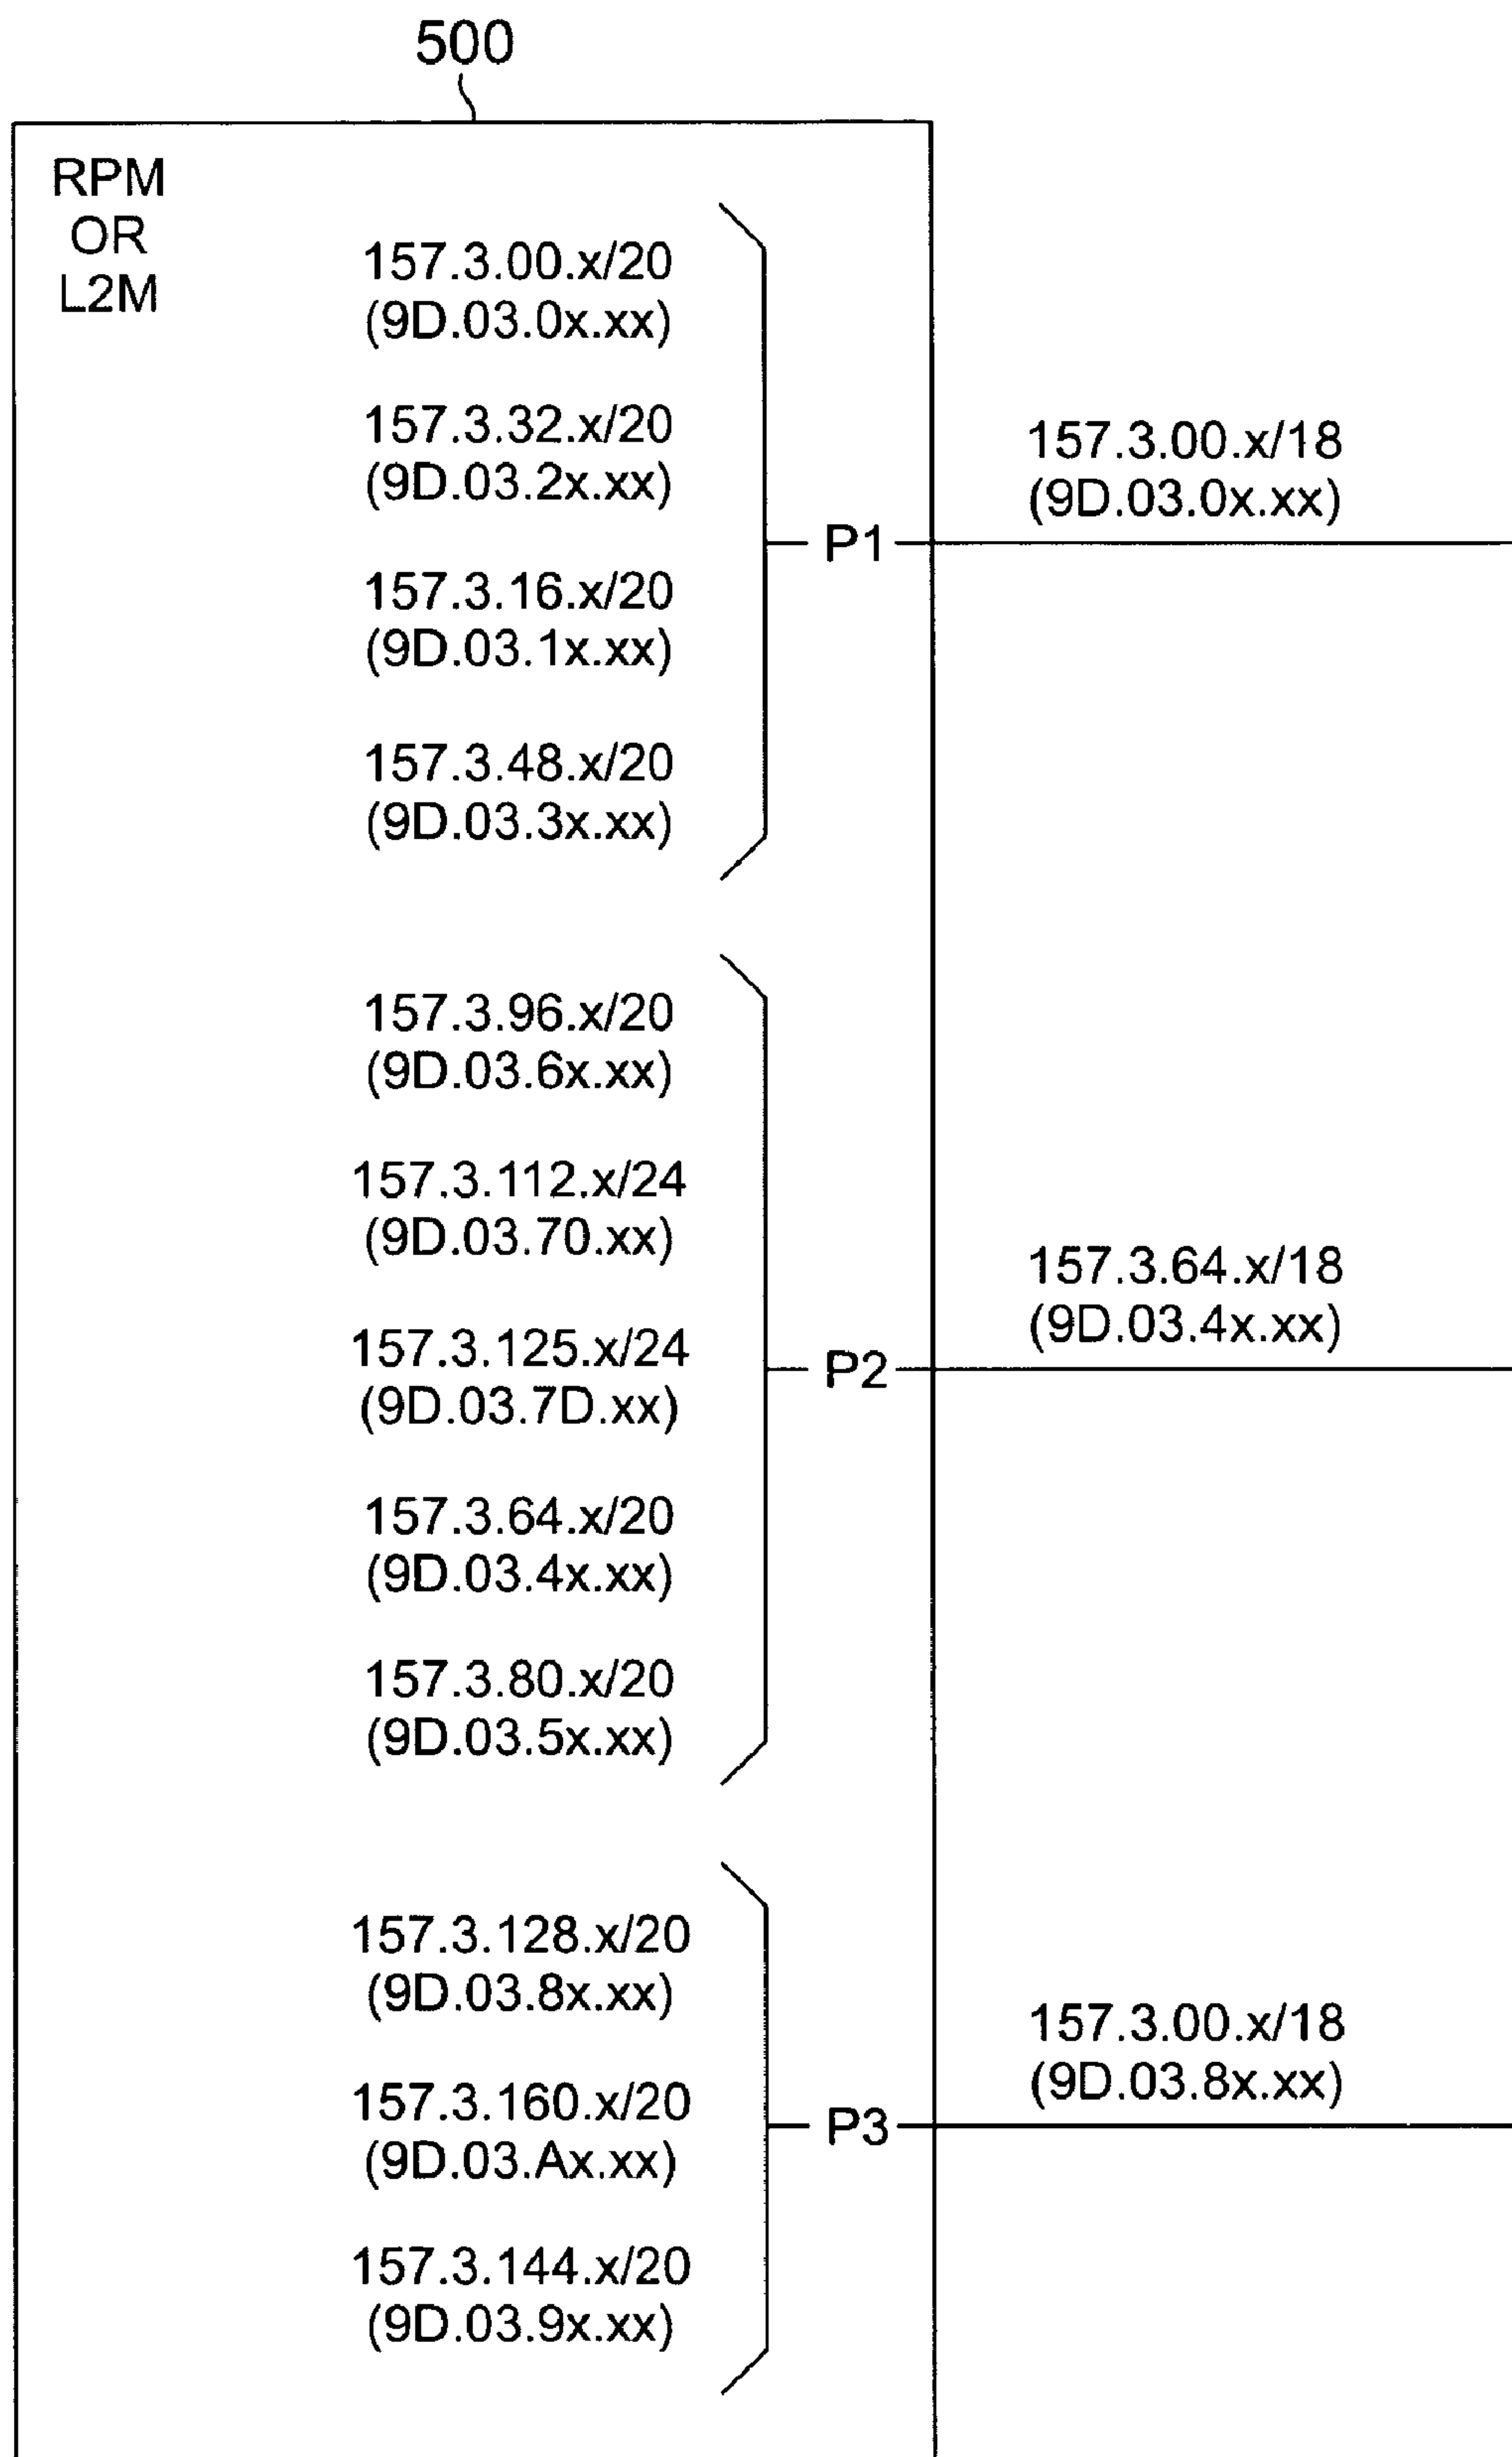 500
RPM
OR
L2M
157.3.00.x/20
(9D.03.0x.xx)
157.3.32.x/20
(9D.03.2x.xx)
157.3.16.x/20
(9D.03.1x.xx)
157.3.48.x/20
(9D.03.3x.xx)
P1
157.3.00.x/18
(9D.03.0x.xx)
157.3.96.x/20
(9D.03.6x.xx)
157.3.112.x/24
(9D.03.70.xx)
157.3.125.x/24
(9D.03.7D.xx)
157.3.64.x/20
(9D.03.4x.xx)
157.3.80.x/20
(9D.03.5x.xx)
P2
157.3.64.x/18
(9D.03.4x.xx)
157.3.128.x/20
(9D.03.8x.xx)
157.3.160.x/20
(9D.03.Ax.xx)
157.3.144.x/20
(9D.03.9x.xx)
P3
157.3.00.x/18
(9D.03.8x.xx)